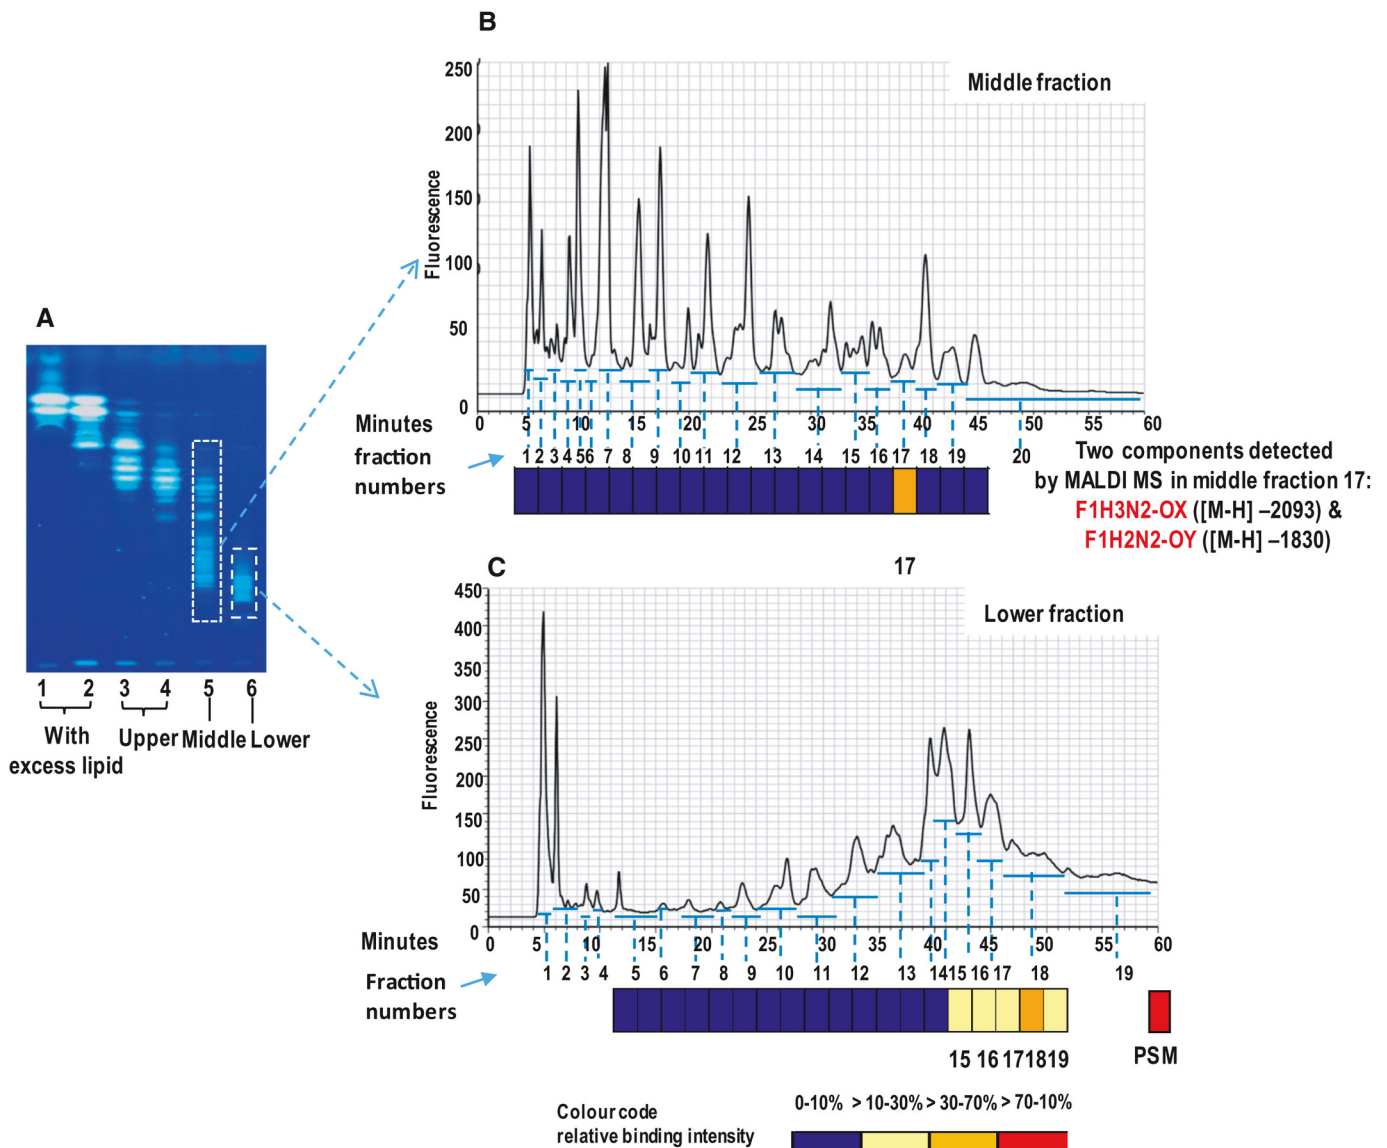 B
Middle fraction
250
200
150
100
50
0
Fluorescence
0 5 10 15 20 25 30 35 40 45 50 55 60
Minutes
fraction
numbers
1 2 3 4 5 6 7 8 9 10 11 12 13 14 15 16 17 18 19 20
17
Two components detected
by MALDI MS in middle fraction 17:
F1H3N2-OX ([M-H] –2093) &
F1H2N2-OY ([M-H] –1830)
A
1 2 3 4 5 6
With
excess lipid
Upper Middle Lower
C
Lower fraction
450
400
350
300
250
200
150
100
50
0
Fluorescence
0 5 10 15 20 25 30 35 40 45 50 55 60
Minutes
Fraction
numbers
1 2 3 4 5 6 7 8 9 10 11 12 13 14 15 16 17 18 19
15 16 17 18 19
PSM
Colour code
relative binding intensity
0-10% > 10-30% > 30-70% > 70-10%